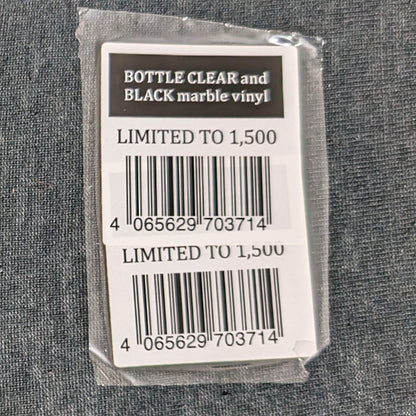 BOTTLE CLEAR and
BLACK marble vinyl
LIMITED TO 1,500
4 065629 703714
LIMITED TO 1,500
4 065629 703714